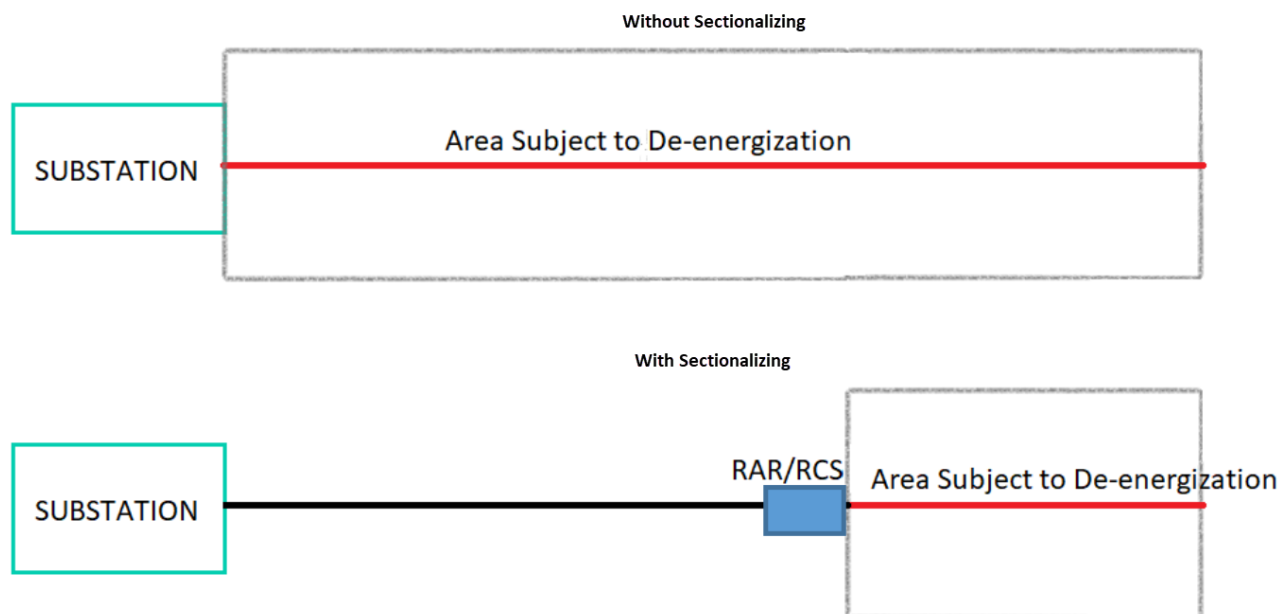 Without Sectionalizing
Area Subject to De-energization
SUBSTATION
With Sectionalizing
RAR/RCS
Area Subject to De-energization
SUBSTATION